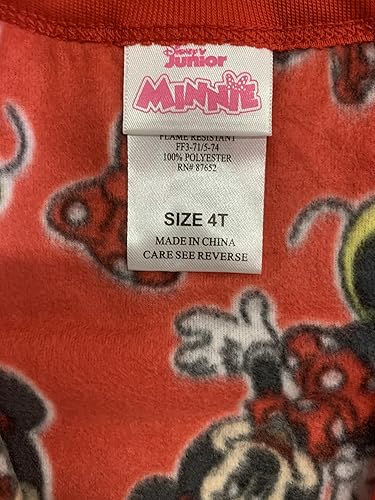 Disney
Junior
MINNIE
FLAME RESISTANT
FF3-71/5-74
100% POLYESTER
RN# 87652
SIZE 4T
MADE IN CHINA
CARE SEE REVERSE